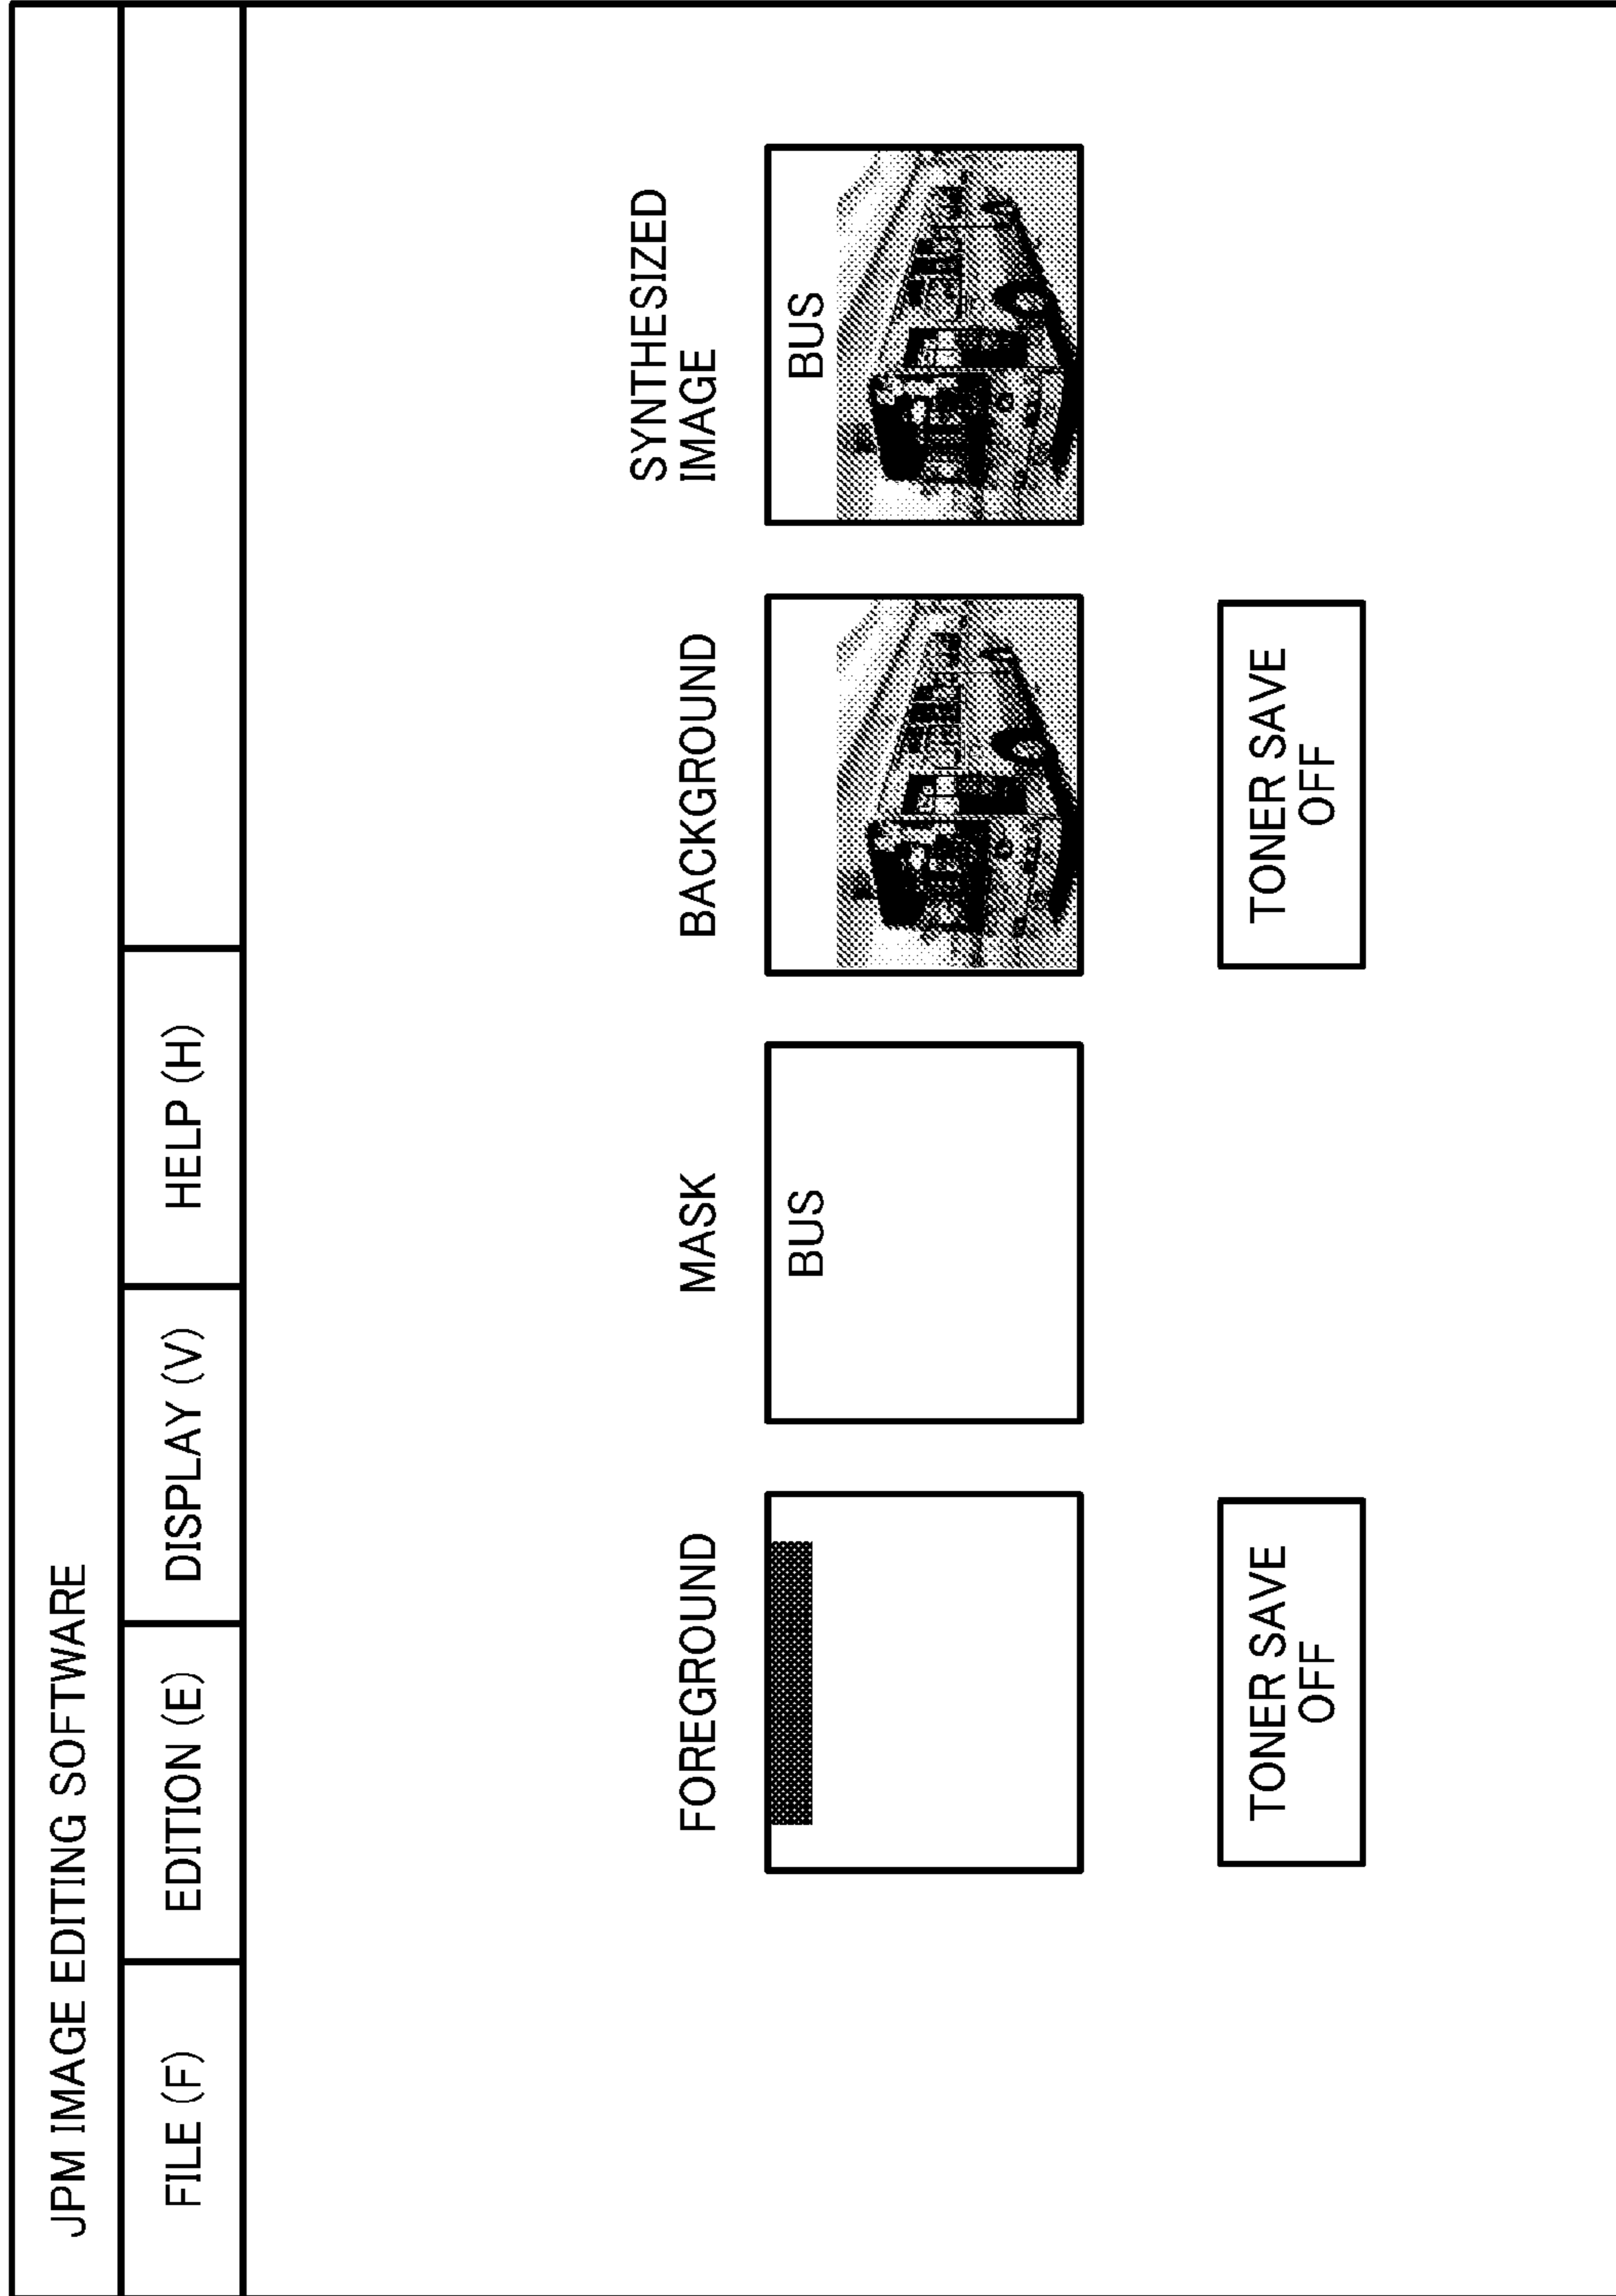 JPM IMAGE EDITING SOFTWARE
FILE (F)
EDITION (E)
DISPLAY (V)
HELP (H)
FOREGROUND
MASK
BACKGROUND
SYNTHESIZED
IMAGE
BUS
BUS
TONER SAVE
OFF
TONER SAVE
OFF